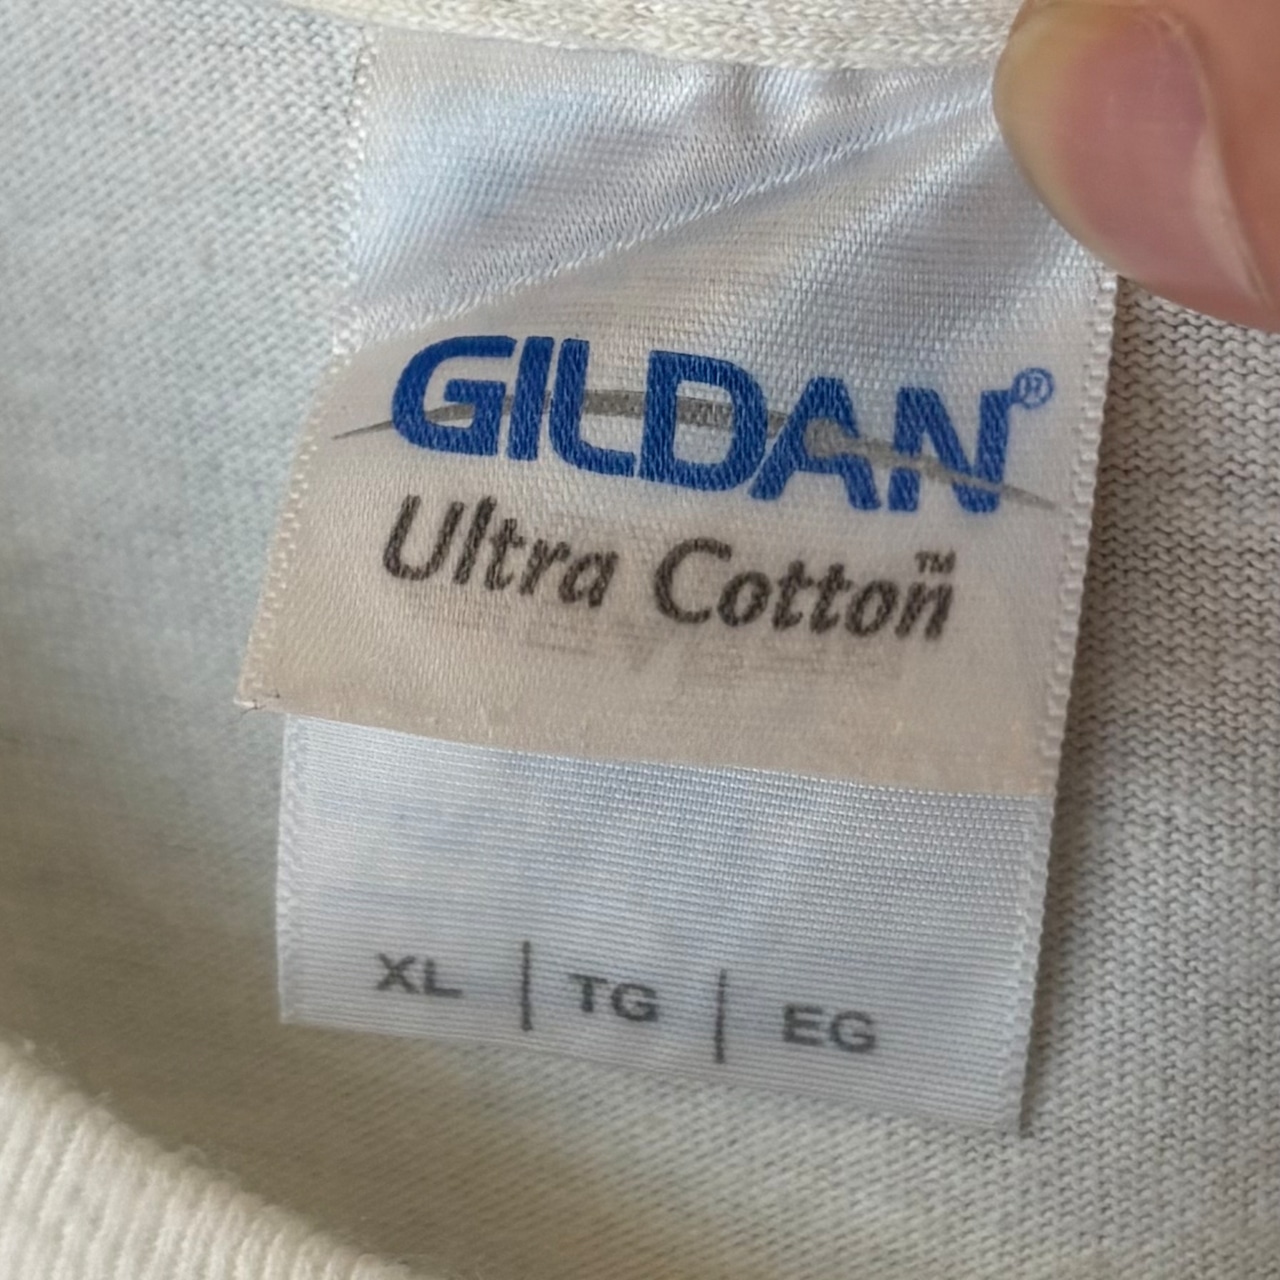 GILDAN®
Ultra Cotton™
XL | TG | EG